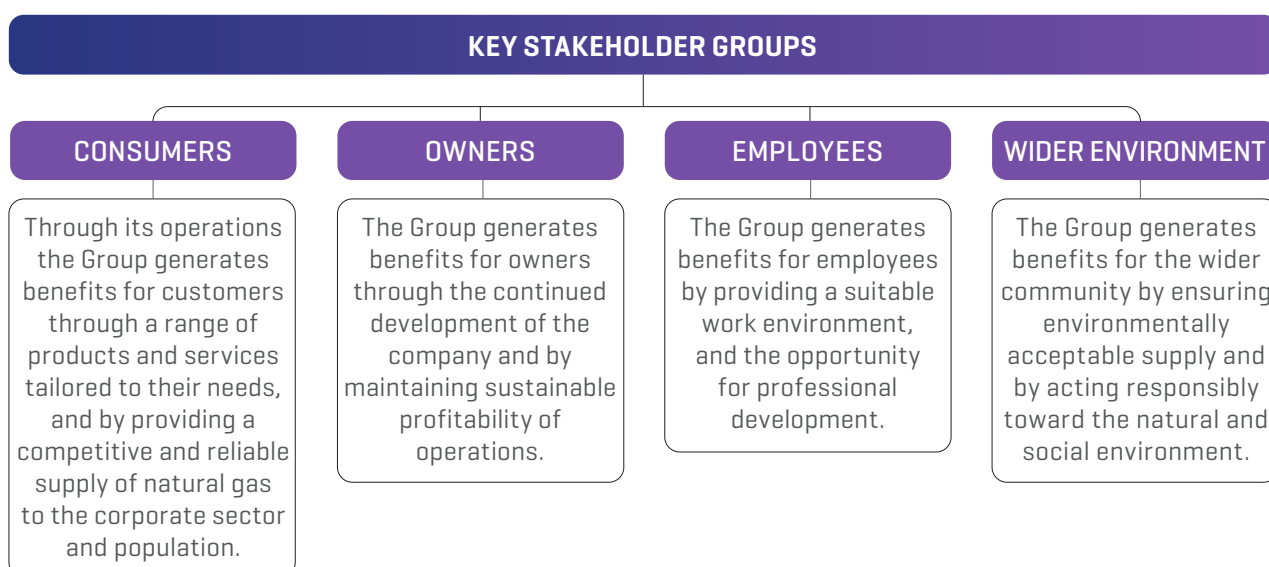 KEY STAKEHOLDER GROUPS
CONSUMERS
Through its operations
the Group generates
benefits for customers
through a range of
products and services
tailored to their needs,
and by providing a
competitive and reliable
supply of natural gas
to the corporate sector
and population.
OWNERS
The Group generates
benefits for owners
through the continued
development of the
company and by
maintaining sustainable
profitability of
operations.
EMPLOYEES
The Group generates
benefits for employees
by providing a suitable
work environment,
and the opportunity
for professional
development.
WIDER ENVIRONMENT
The Group generates
benefits for the wider
community by ensuring
environmentally
acceptable supply and
by acting responsibly
toward the natural and
social environment.